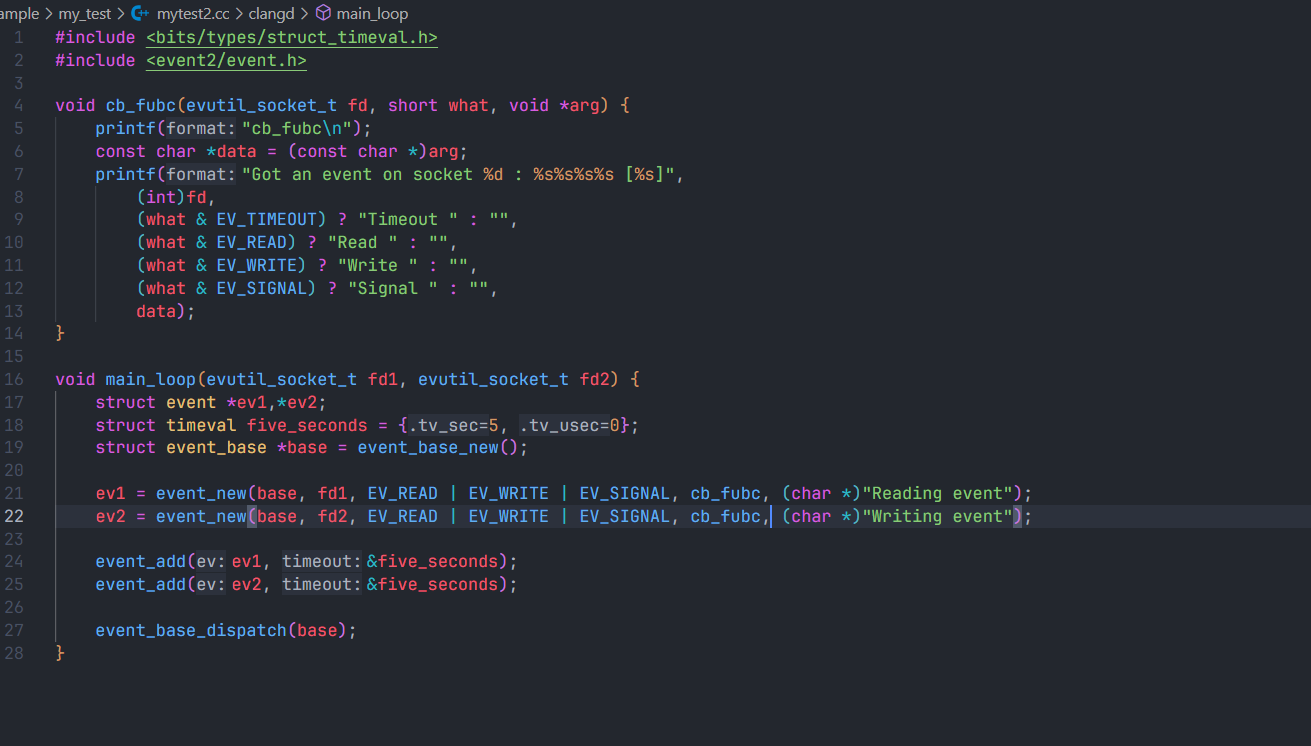 ample > my_test > mytest2.cc > clangd > main_loop
1 #include <bits/types/struct_timeval.h>
2 #include <event2/event.h>
3
4 void cb_fubc(evutil_socket_t fd, short what, void *arg) {
5     printf(format:"cb_fubc\n");
6     const char *data = (const char *)arg;
7     printf(format:"Got an event on socket %d : %s%s%s%s [%s]",
8         (int)fd,
9         (what & EV_TIMEOUT) ? "Timeout " : "",
10         (what & EV_READ) ? "Read " : "",
11         (what & EV_WRITE) ? "Write " : "",
12         (what & EV_SIGNAL) ? "Signal " : "",
13         data);
14 }
15
16 void main_loop(evutil_socket_t fd1, evutil_socket_t fd2) {
17     struct event *ev1,*ev2;
18     struct timeval five_seconds = {.tv_sec=5, .tv_usec=0};
19     struct event_base *base = event_base_new();
20
21     ev1 = event_new(base, fd1, EV_READ | EV_WRITE | EV_SIGNAL, cb_fubc, (char *)"Reading event");
22     ev2 = event_new(base, fd2, EV_READ | EV_WRITE | EV_SIGNAL, cb_fubc, (char *)"Writing event");
23
24     event_add(ev:ev1, timeout:&five_seconds);
25     event_add(ev:ev2, timeout:&five_seconds);
26
27     event_base_dispatch(base);
28 }